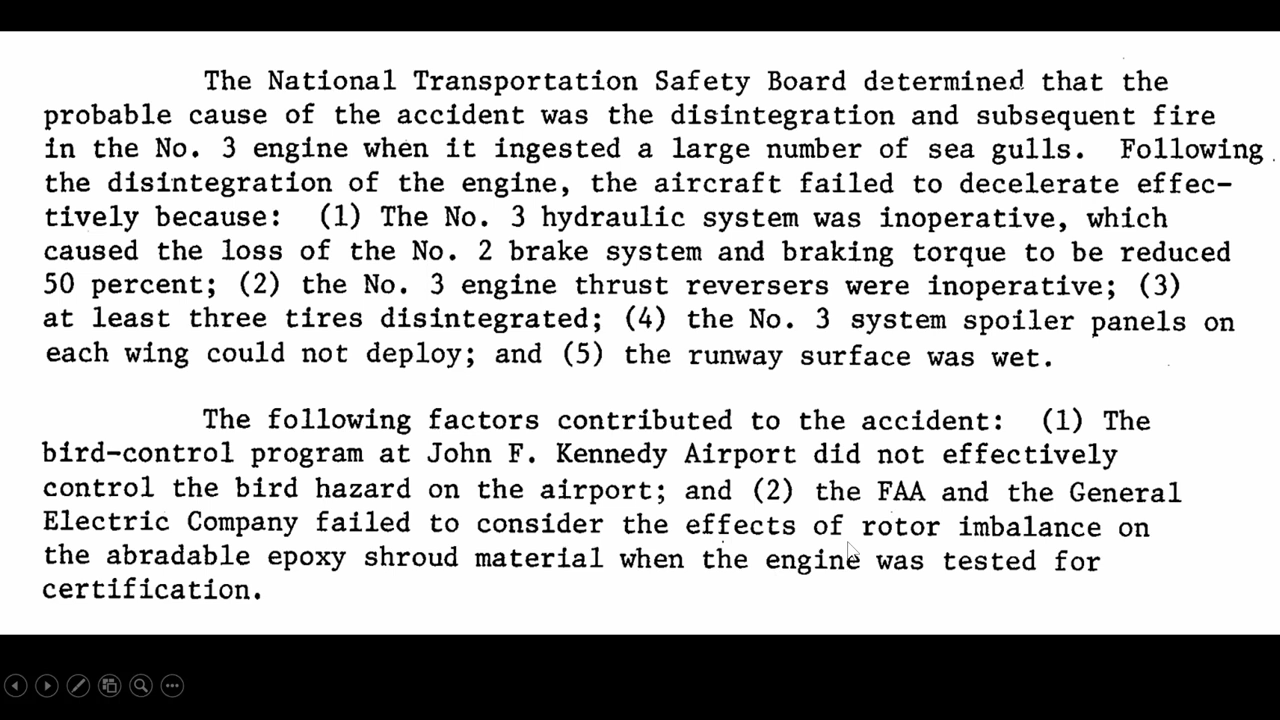 The National Transportation Safety Board determined that the
probable cause of the accident was the disintegration and subsequent fire
in the No. 3 engine when it ingested a large number of sea gulls. Following
the disintegration of the engine, the aircraft failed to decelerate effec-
tively because: (1) The No. 3 hydraulic system was inoperative, which
caused the loss of the No. 2 brake system and braking torque to be reduced
50 percent; (2) the No. 3 engine thrust reversers were inoperative; (3)
at least three tires disintegrated; (4) the No. 3 system spoiler panels on
each wing could not deploy; and (5) the runway surface was wet.
The following factors contributed to the accident: (1) The
bird-control program at John F. Kennedy Airport did not effectively
control the bird hazard on the airport; and (2) the FAA and the General
Electric Company failed to consider the effects of rotor imbalance on
the abradable epoxy shroud material when the engine was tested for
certification.